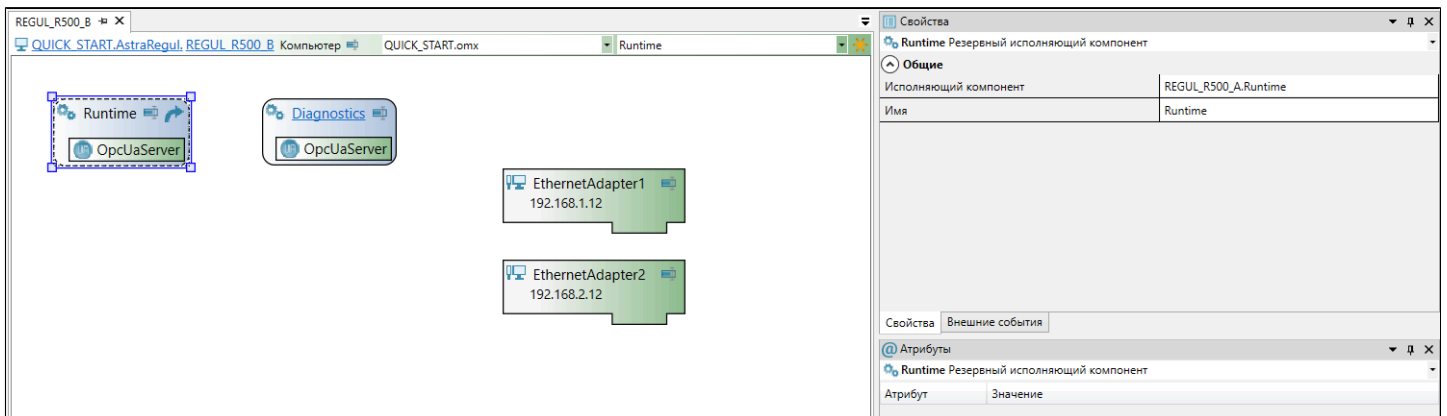 REGUL_R500_B
QUICK_START.AstraRegul. REGUL_R500_B Компьютер QUICK_START.omx Runtime
Runtime
OpcUaServer
Diagnostics
OpcUaServer
EthernetAdapter1
192.168.1.12
EthernetAdapter2
192.168.2.12
Свойства
Runtime Резервный исполняющий компонент
Общие
Исполняющий компонент REGUL_R500_A.Runtime
Имя Runtime
Свойства Внешние события
@ Атрибуты
Runtime Резервный исполняющий компонент
Атрибут Значение